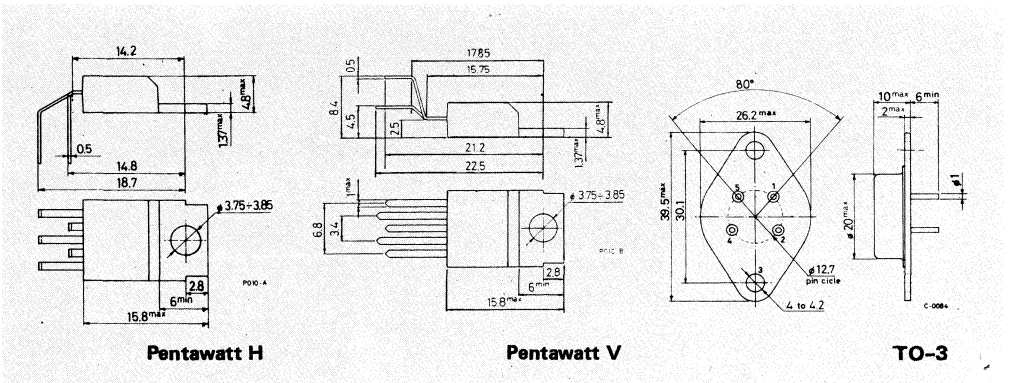 14.2
4.8max
1.37max
0.5
14.8
18.7
ø 3.75÷3.85
2.8
P010-A
6min
15.8max
Pentawatt H
17.85
15.75
0.5
8.4
4.5
2.5
4.8max
1.37max
21.2
22.5
1max
6.8
3.4
ø 3.75÷3.85
P010-B
2.8
6min
15.8max
Pentawatt V
80°
26.2max
39.5max
30.1
5
1
4
2
3
ø 12.7
pin cicle
4 to 4.2
10max
6min
2max
ø1
ø 20max
C-0084
TO-3